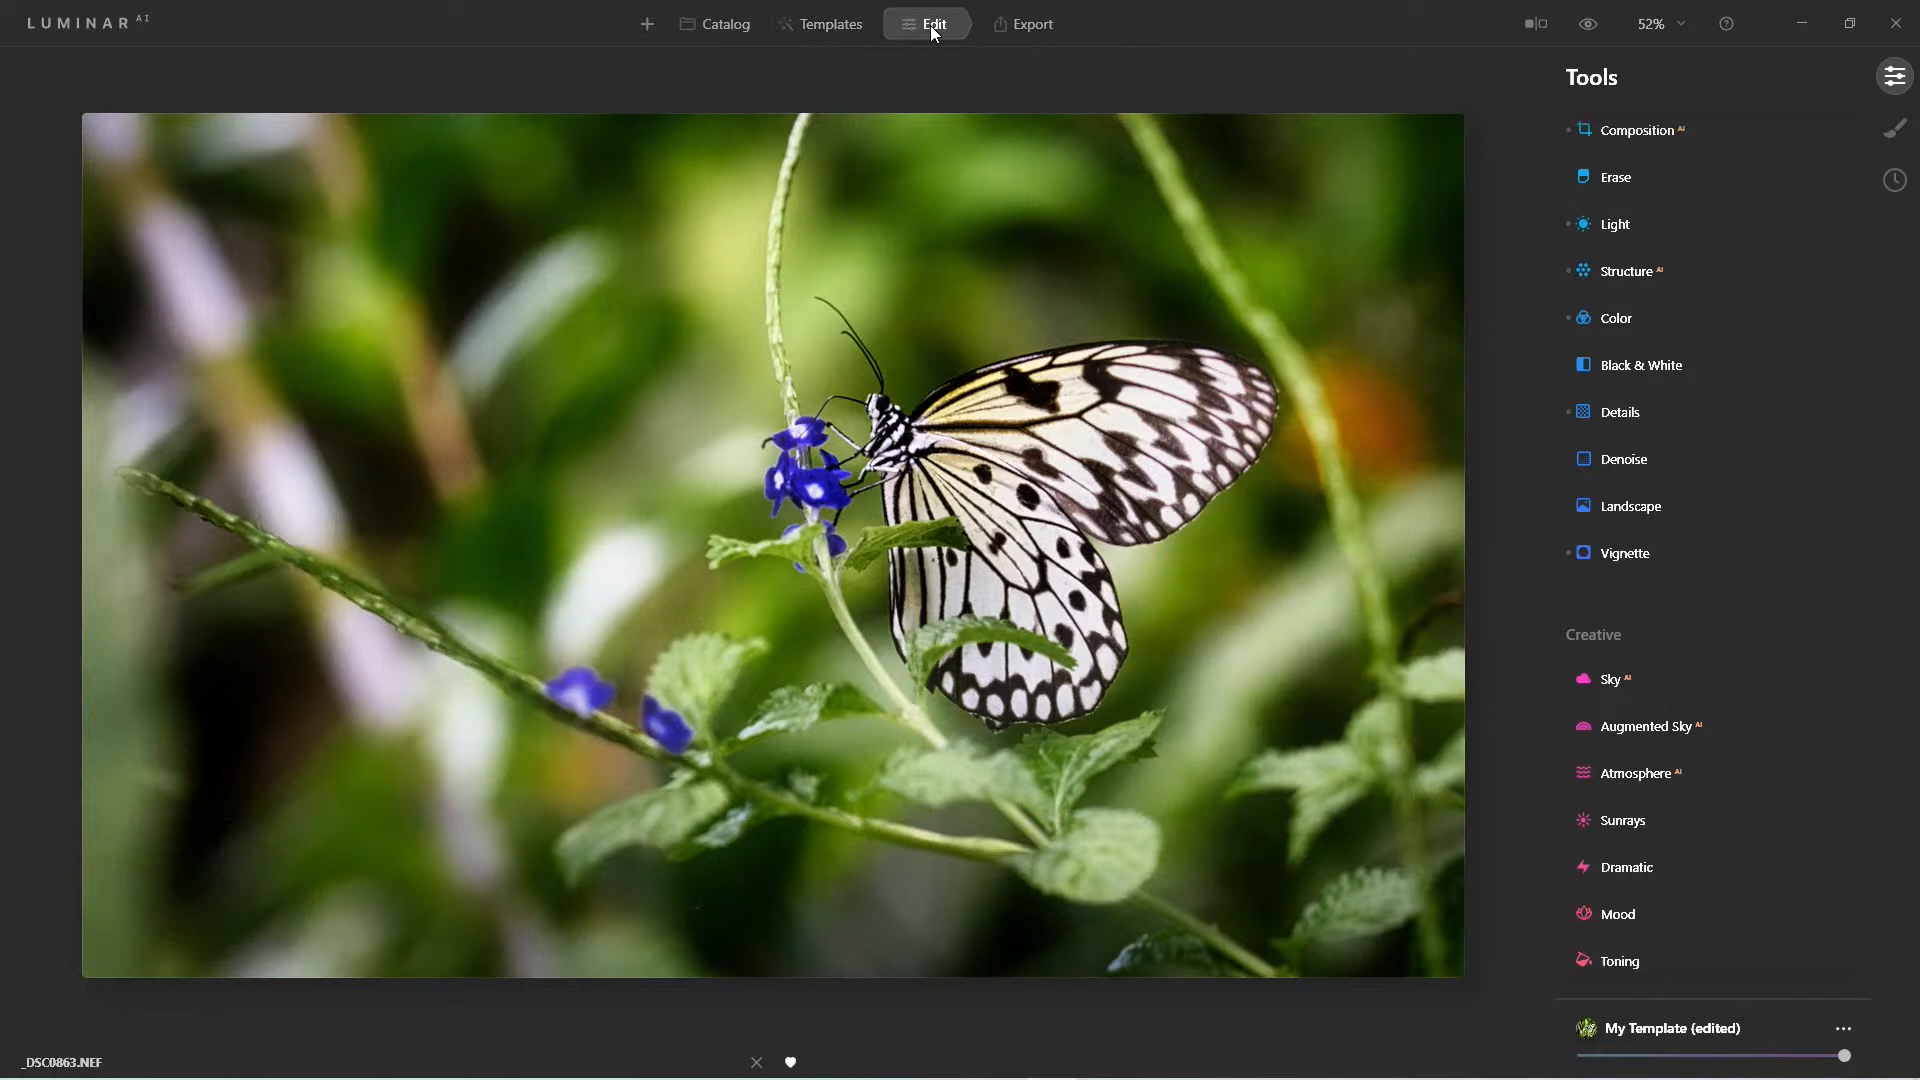 LUMINAR AI
Catalog
Templates
Edit
Export
52%
Tools
Composition AI
Erase
Light
Structure AI
Color
Black & White
Details
Denoise
Landscape
Vignette
Creative
Sky AI
Augmented Sky AI
Atmosphere AI
Sunrays
Dramatic
Mood
Toning
My Template (edited)
_DSC0863.NEF